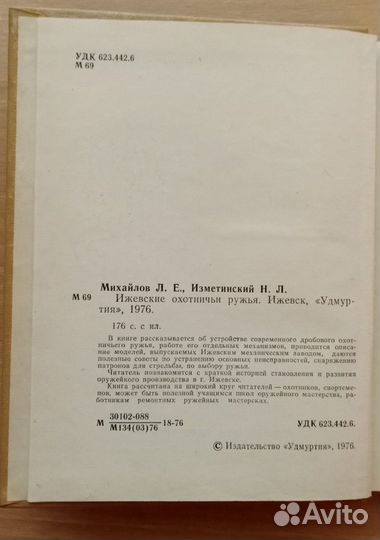 УДК 623.442.6
М 69
Михайлов Л. Е., Изметинский Н. Л.
М 69 Ижевские охотничьи ружья. Ижевск, «Удмур-
тия», 1976.
176 с. с ил.
В книге рассказывается об устройстве современного дробового охот-
ничьего ружья, работе его отдельных механизмов, приводится описа-
ние моделей, выпускаемых Ижевским механическим заводом, даются
полезные советы по устранению основных неисправностей, снаряжению
патронов для стрельбы, по выбору ружья.
Читатель познакомится с краткой историей становления и развития
оружейного производства в г. Ижевске.
Книга рассчитана на широкий круг читателей — охотников, спортсме-
нов, может быть полезной учащимся школ оружейного мастерства, ра-
ботникам ремонтных ружейных мастерских.
М 30102-088
М134(03)76 18-76 УДК 623.442.6.
© Издательство «Удмуртия», 1976.
Avito